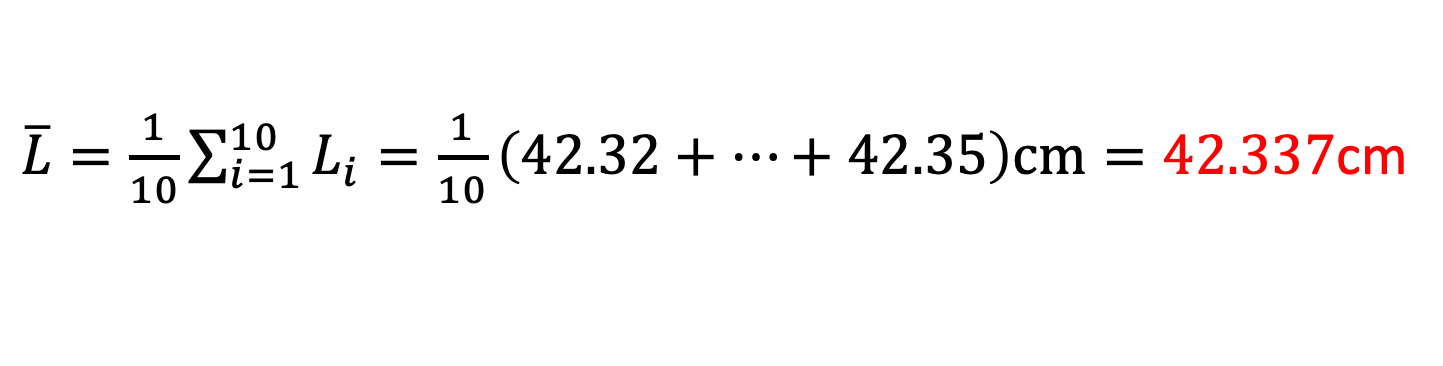 L̄ = 1/10 ∑_{i=1}^{10} L_i = 1/10 (42.32 + ⋯ + 42.35)cm = 42.337cm